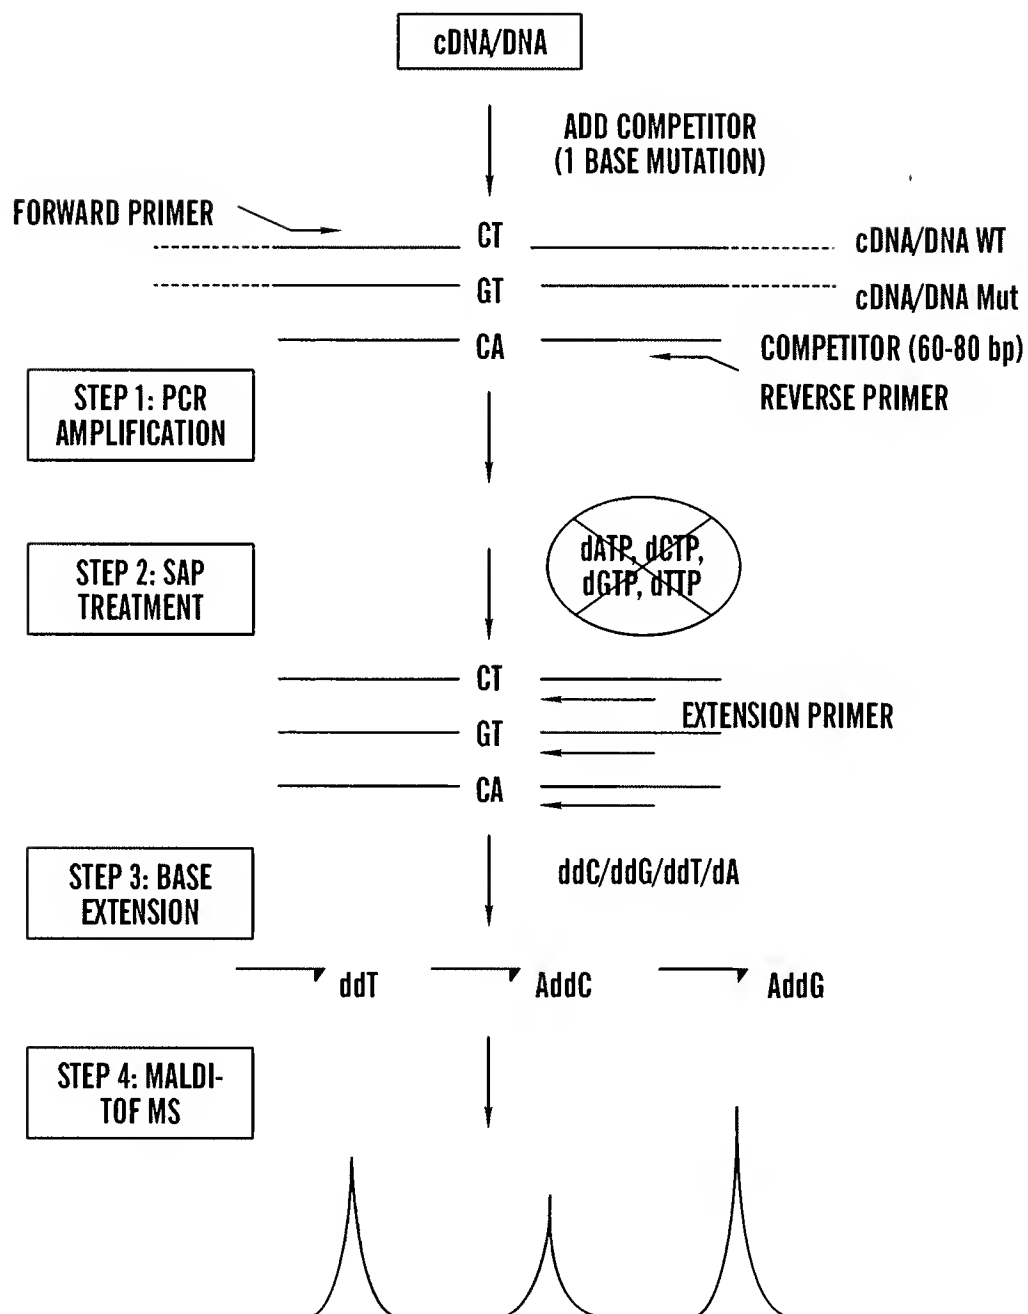 cDNA/DNA
ADD COMPETITOR
(1 BASE MUTATION)
FORWARD PRIMER
CT
cDNA/DNA WT
GT
cDNA/DNA Mut
CA
COMPETITOR (60-80 bp)
REVERSE PRIMER
STEP 1: PCR
AMPLIFICATION
dATP, dCTP,
dGTP, dTTP
STEP 2: SAP
TREATMENT
CT
EXTENSION PRIMER
GT
CA
STEP 3: BASE
EXTENSION
ddC/ddG/ddT/dA
ddT
AddC
AddG
STEP 4: MALDI-
TOF MS